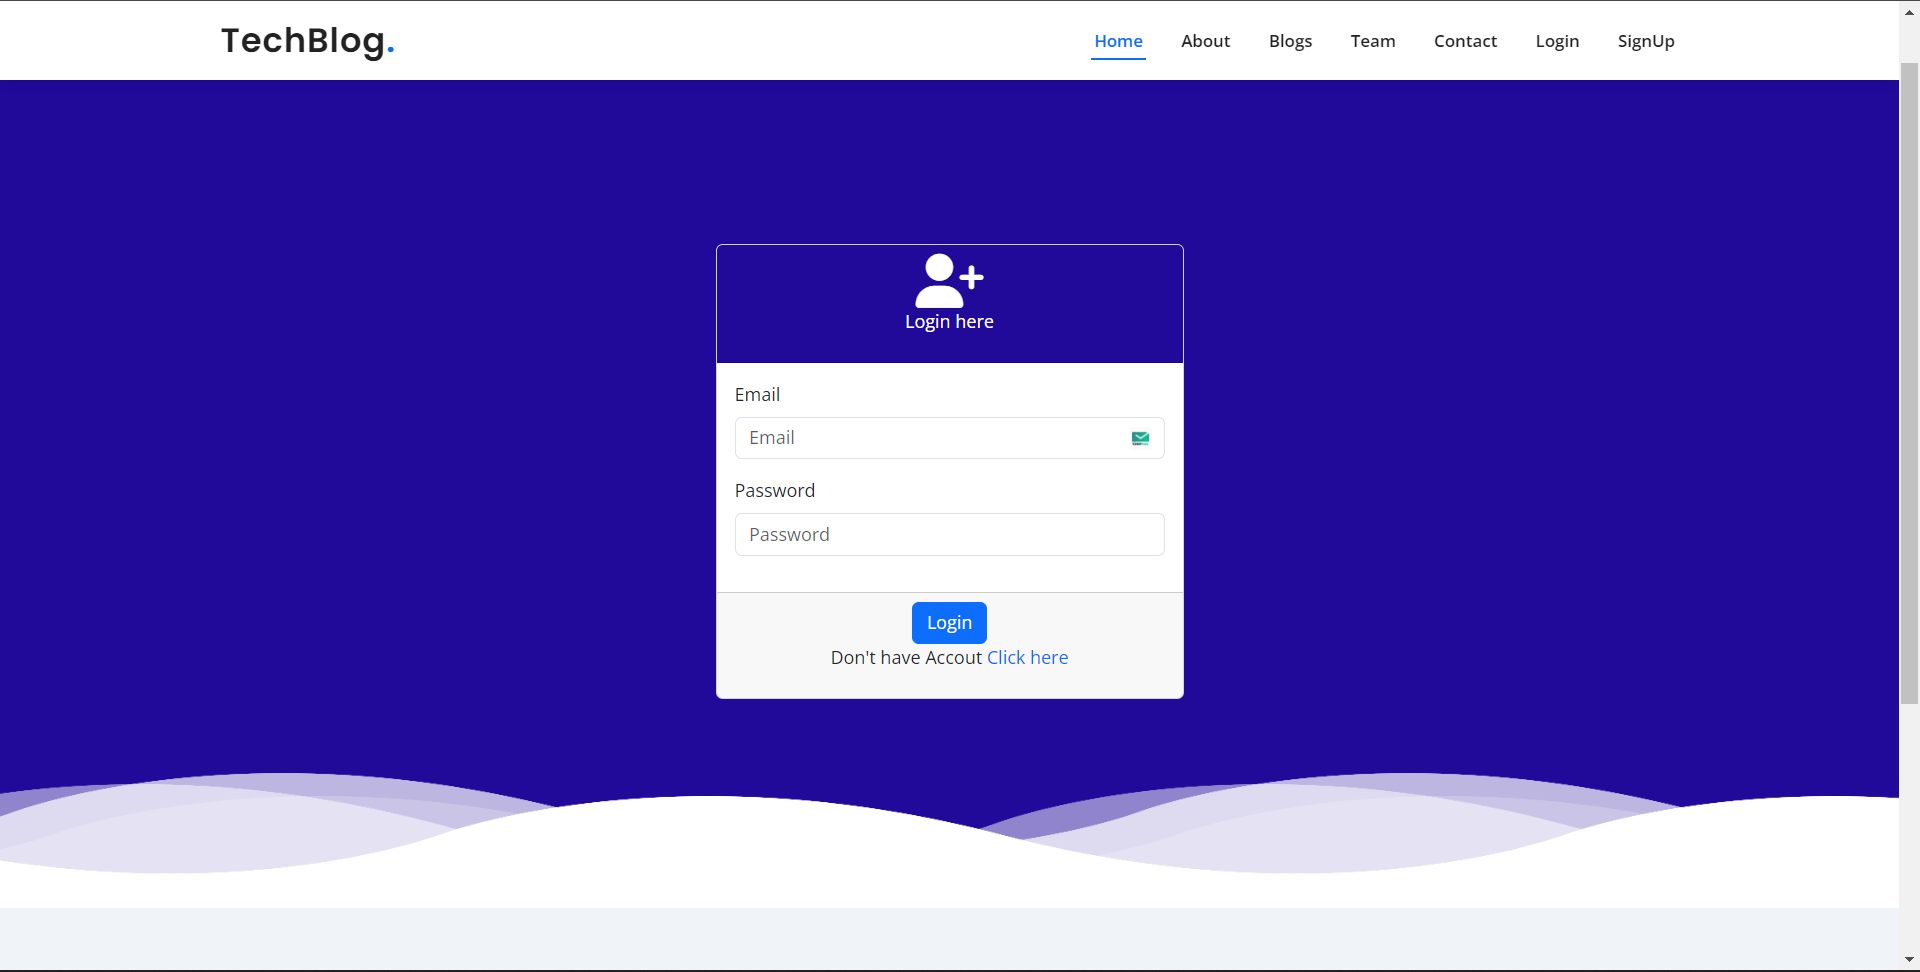 TechBlog.
Home About Blogs Team Contact Login SignUp
Login here
Email
Email
Password
Password
Login
Don't have Accout Click here